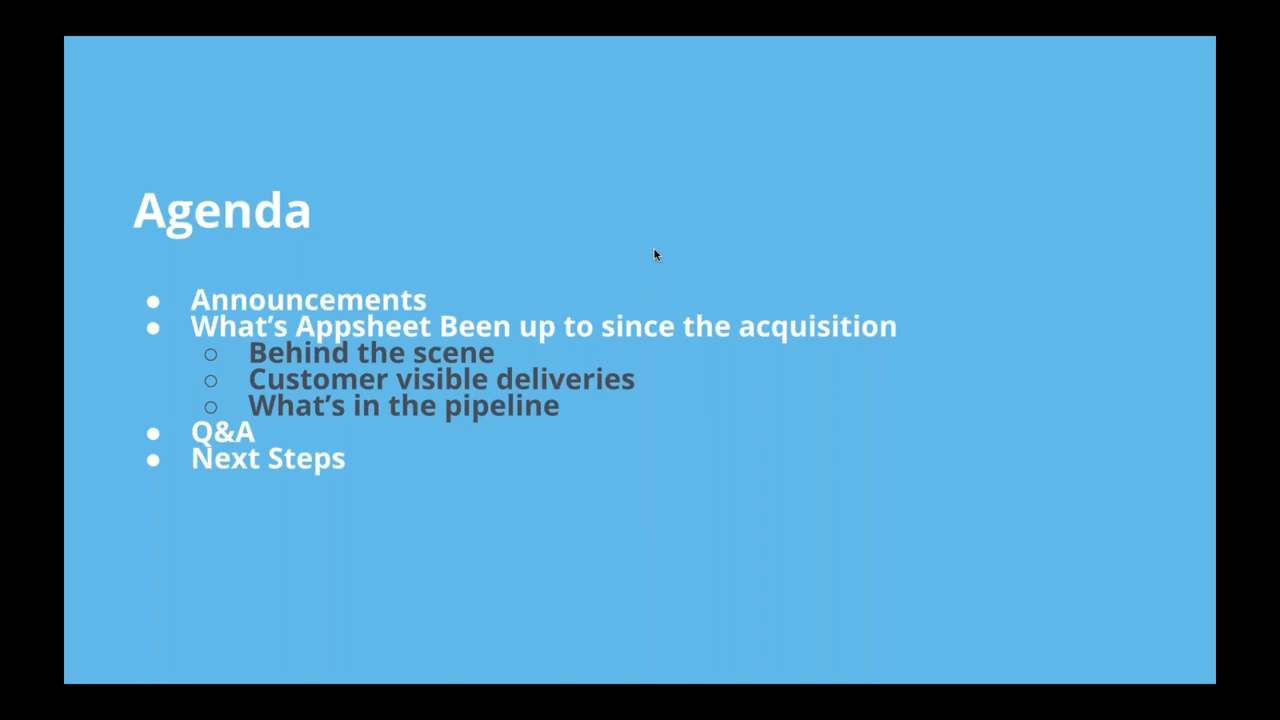 Agenda
● Announcements
● What’s Appsheet Been up to since the acquisition
○ Behind the scene
○ Customer visible deliveries
○ What’s in the pipeline
● Q&A
● Next Steps